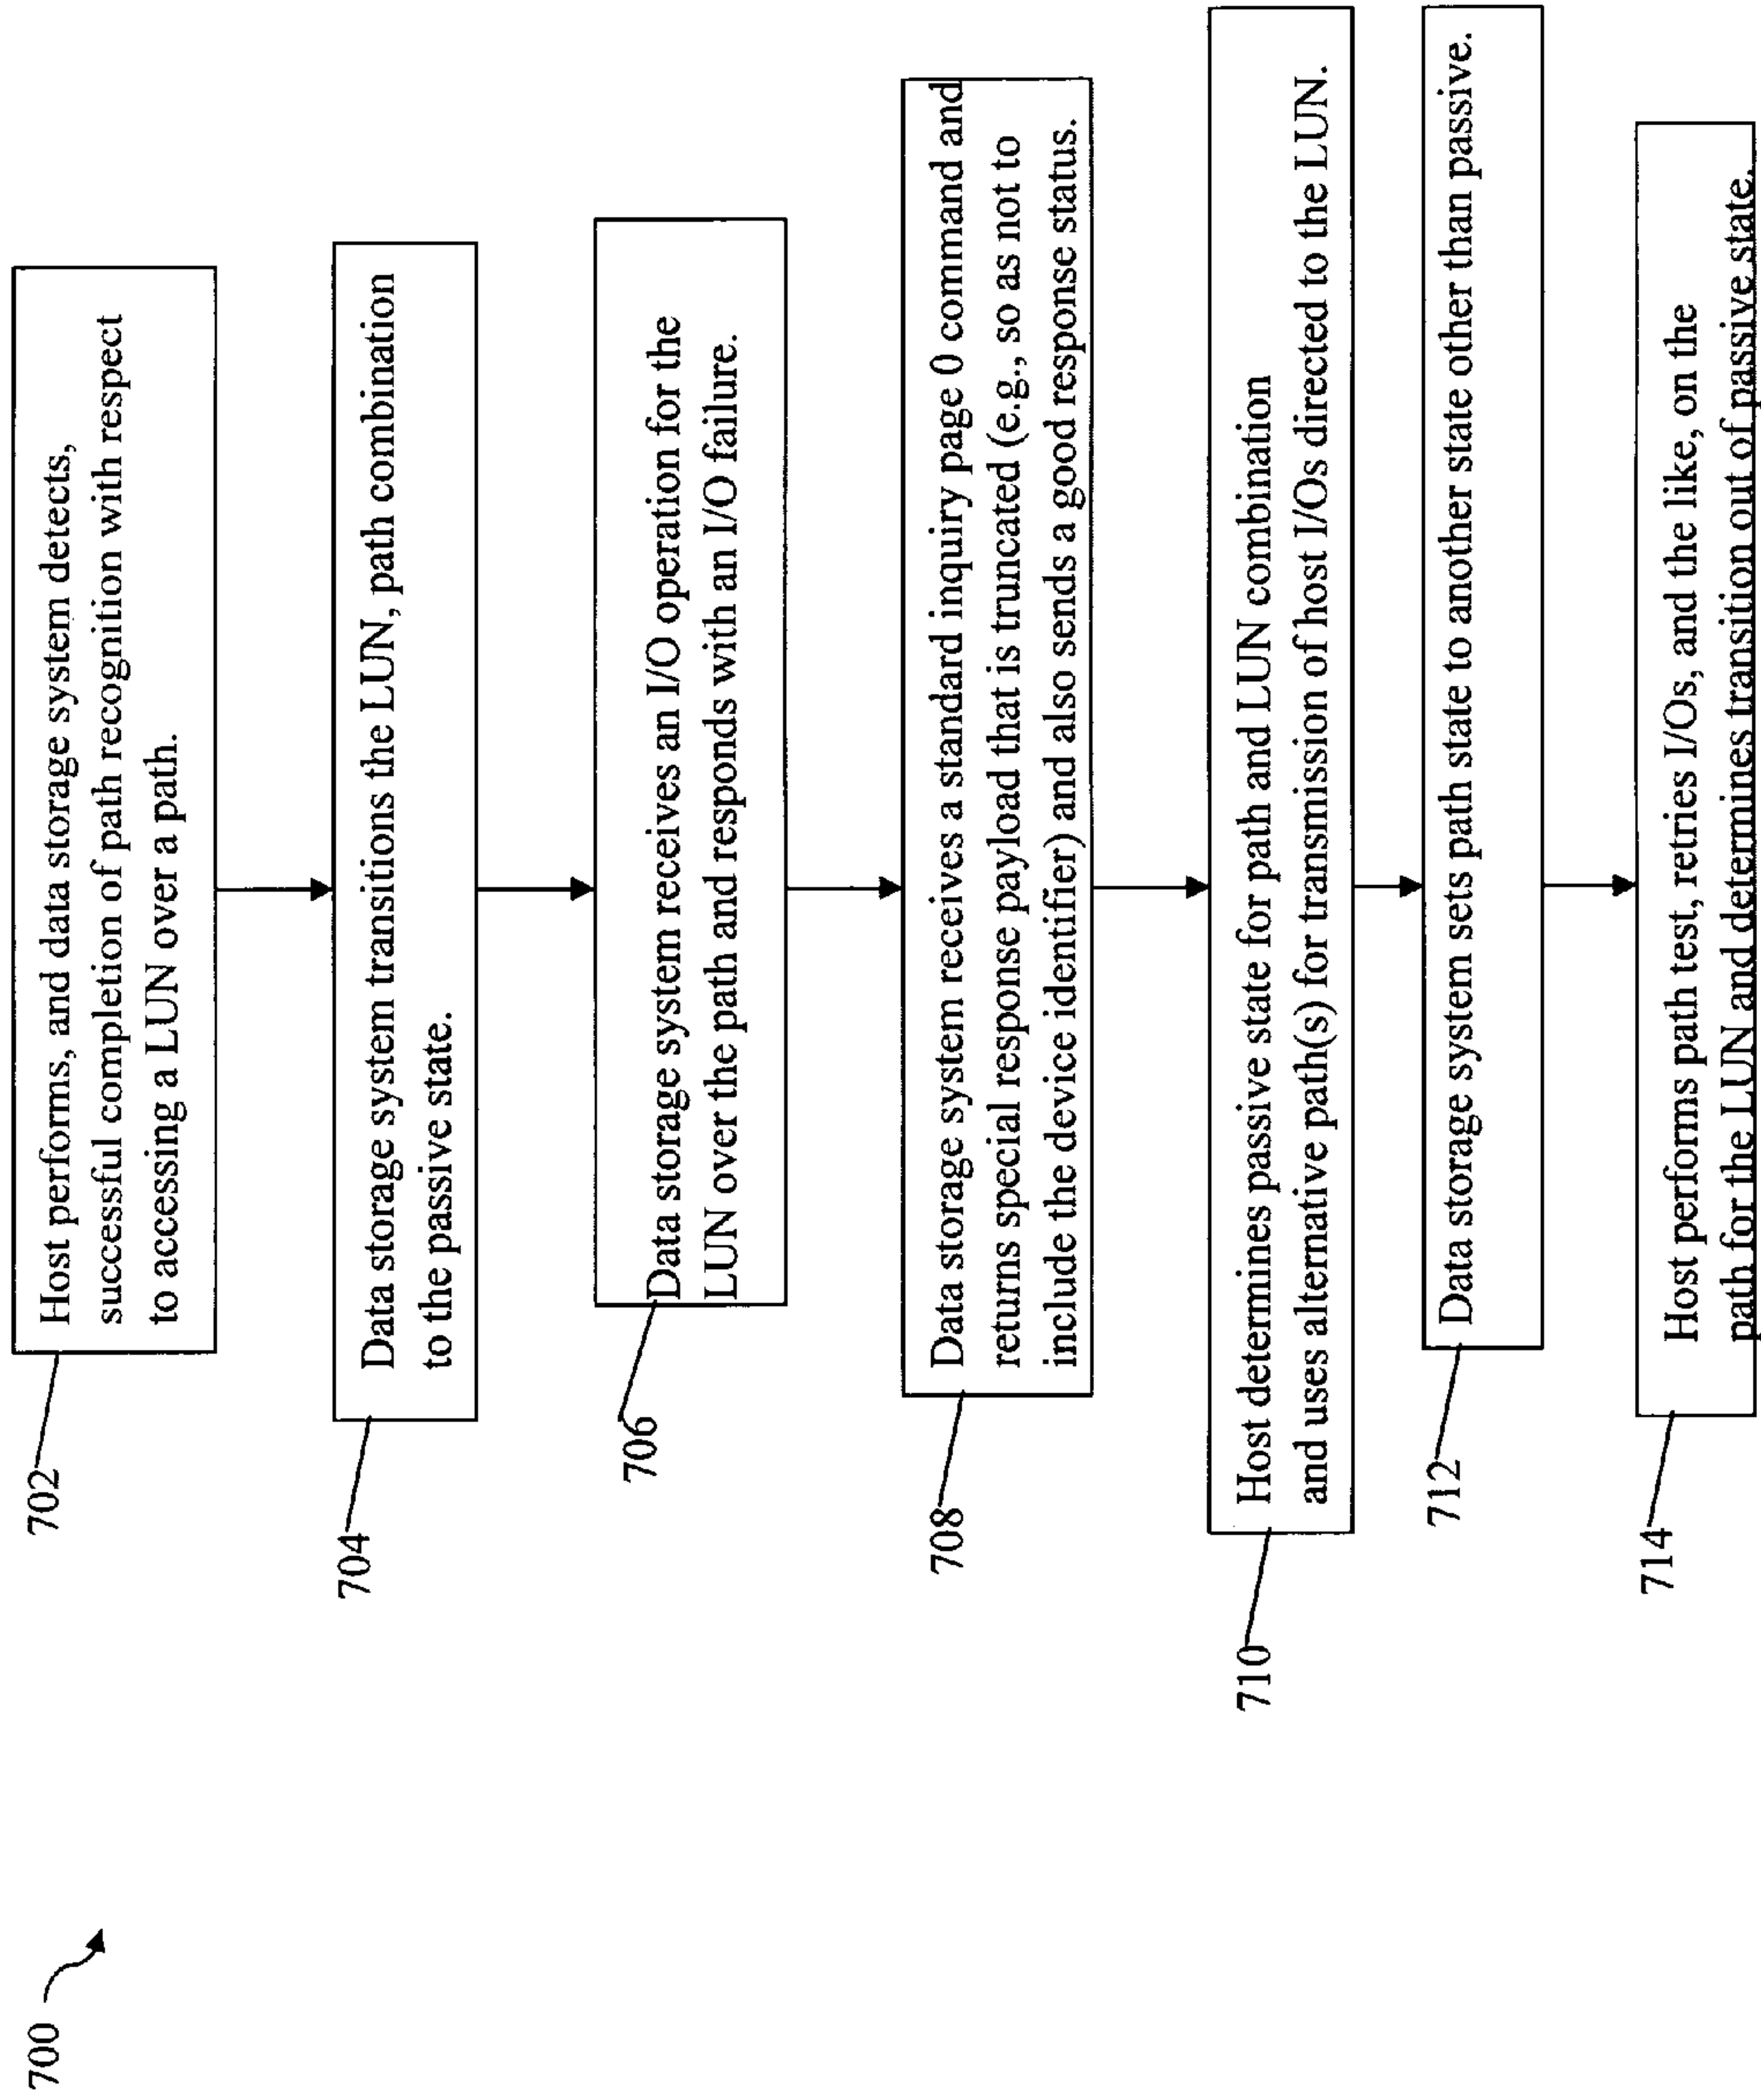 700
702
Host performs, and data storage system detects,
successful completion of path recognition with respect
to accessing a LUN over a path.
704
Data storage system transitions the LUN, path combination
to the passive state.
706
Data storage system receives an I/O operation for the
LUN over the path and responds with an I/O failure.
708
Data storage system receives a standard inquiry page 0 command and
returns special response payload that is truncated (e.g., so as not to
include the device identifier) and also sends a good response status.
710
Host determines passive state for path and LUN combination
and uses alternative path(s) for transmission of host I/Os directed to the LUN.
712
Data storage system sets path state to another state other than passive.
714
Host performs path test, retries I/Os, and the like, on the
path for the LUN and determines transition out of passive state.